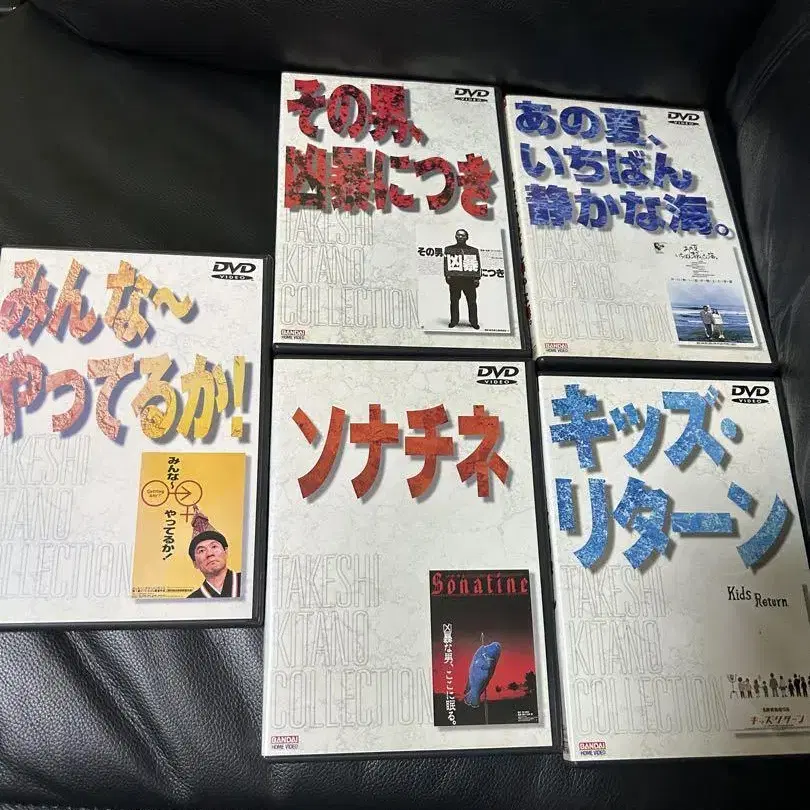 DVD
VIDEO
その男、
凶暴につき
TAKESHI
KITANO
COLLECTION
その男
凶暴
につき
BANDAI
HOME VIDEO
DVD
VIDEO
あの夏、
いちばん
静かな海。
COLLECTION
BANDAI
HOME VIDEO
DVD
VIDEO
みんな〜
やってるか!
TAKESHI
KITANO
COLLECTION
みんな〜
やってるか!
DVD
VIDEO
ソナチネ
TAKESHI
KITANO
COLLECTION
Sonatine
凶暴な男、ここに眠る。
BANDAI
HOME VIDEO
DVD
VIDEO
キッズ・
リターン
TAKESHI
KITANO
COLLECTION
Kids Return
キッズリターン
BANDAI
HOME VIDEO